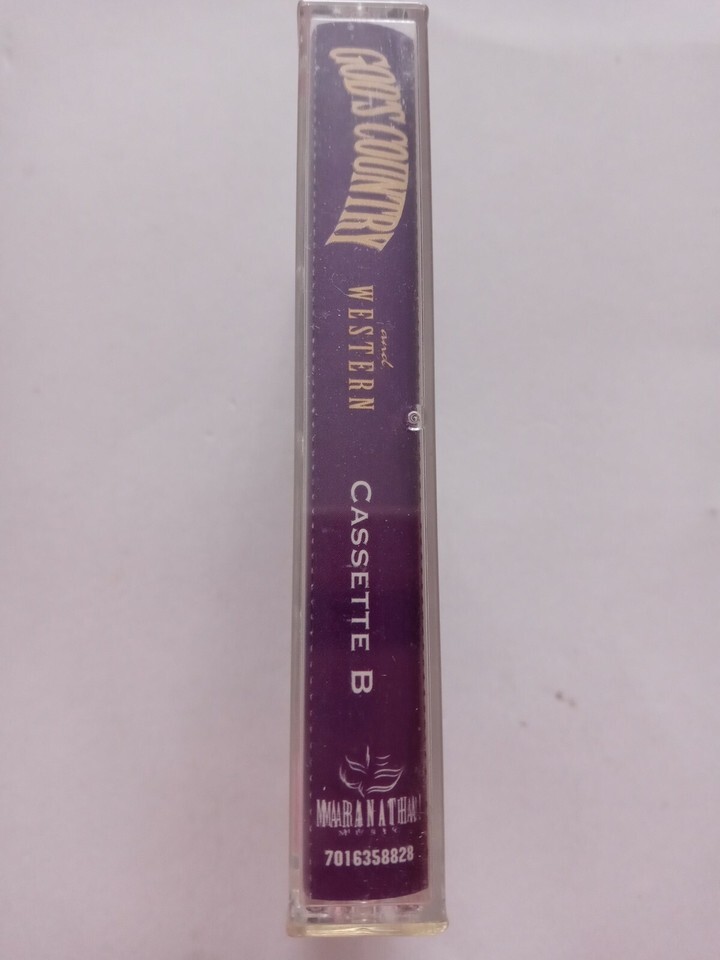 GOD'S COUNTRY
and
WESTERN
CASSETTE B
MARANATHA!
MUSIC
7016358828